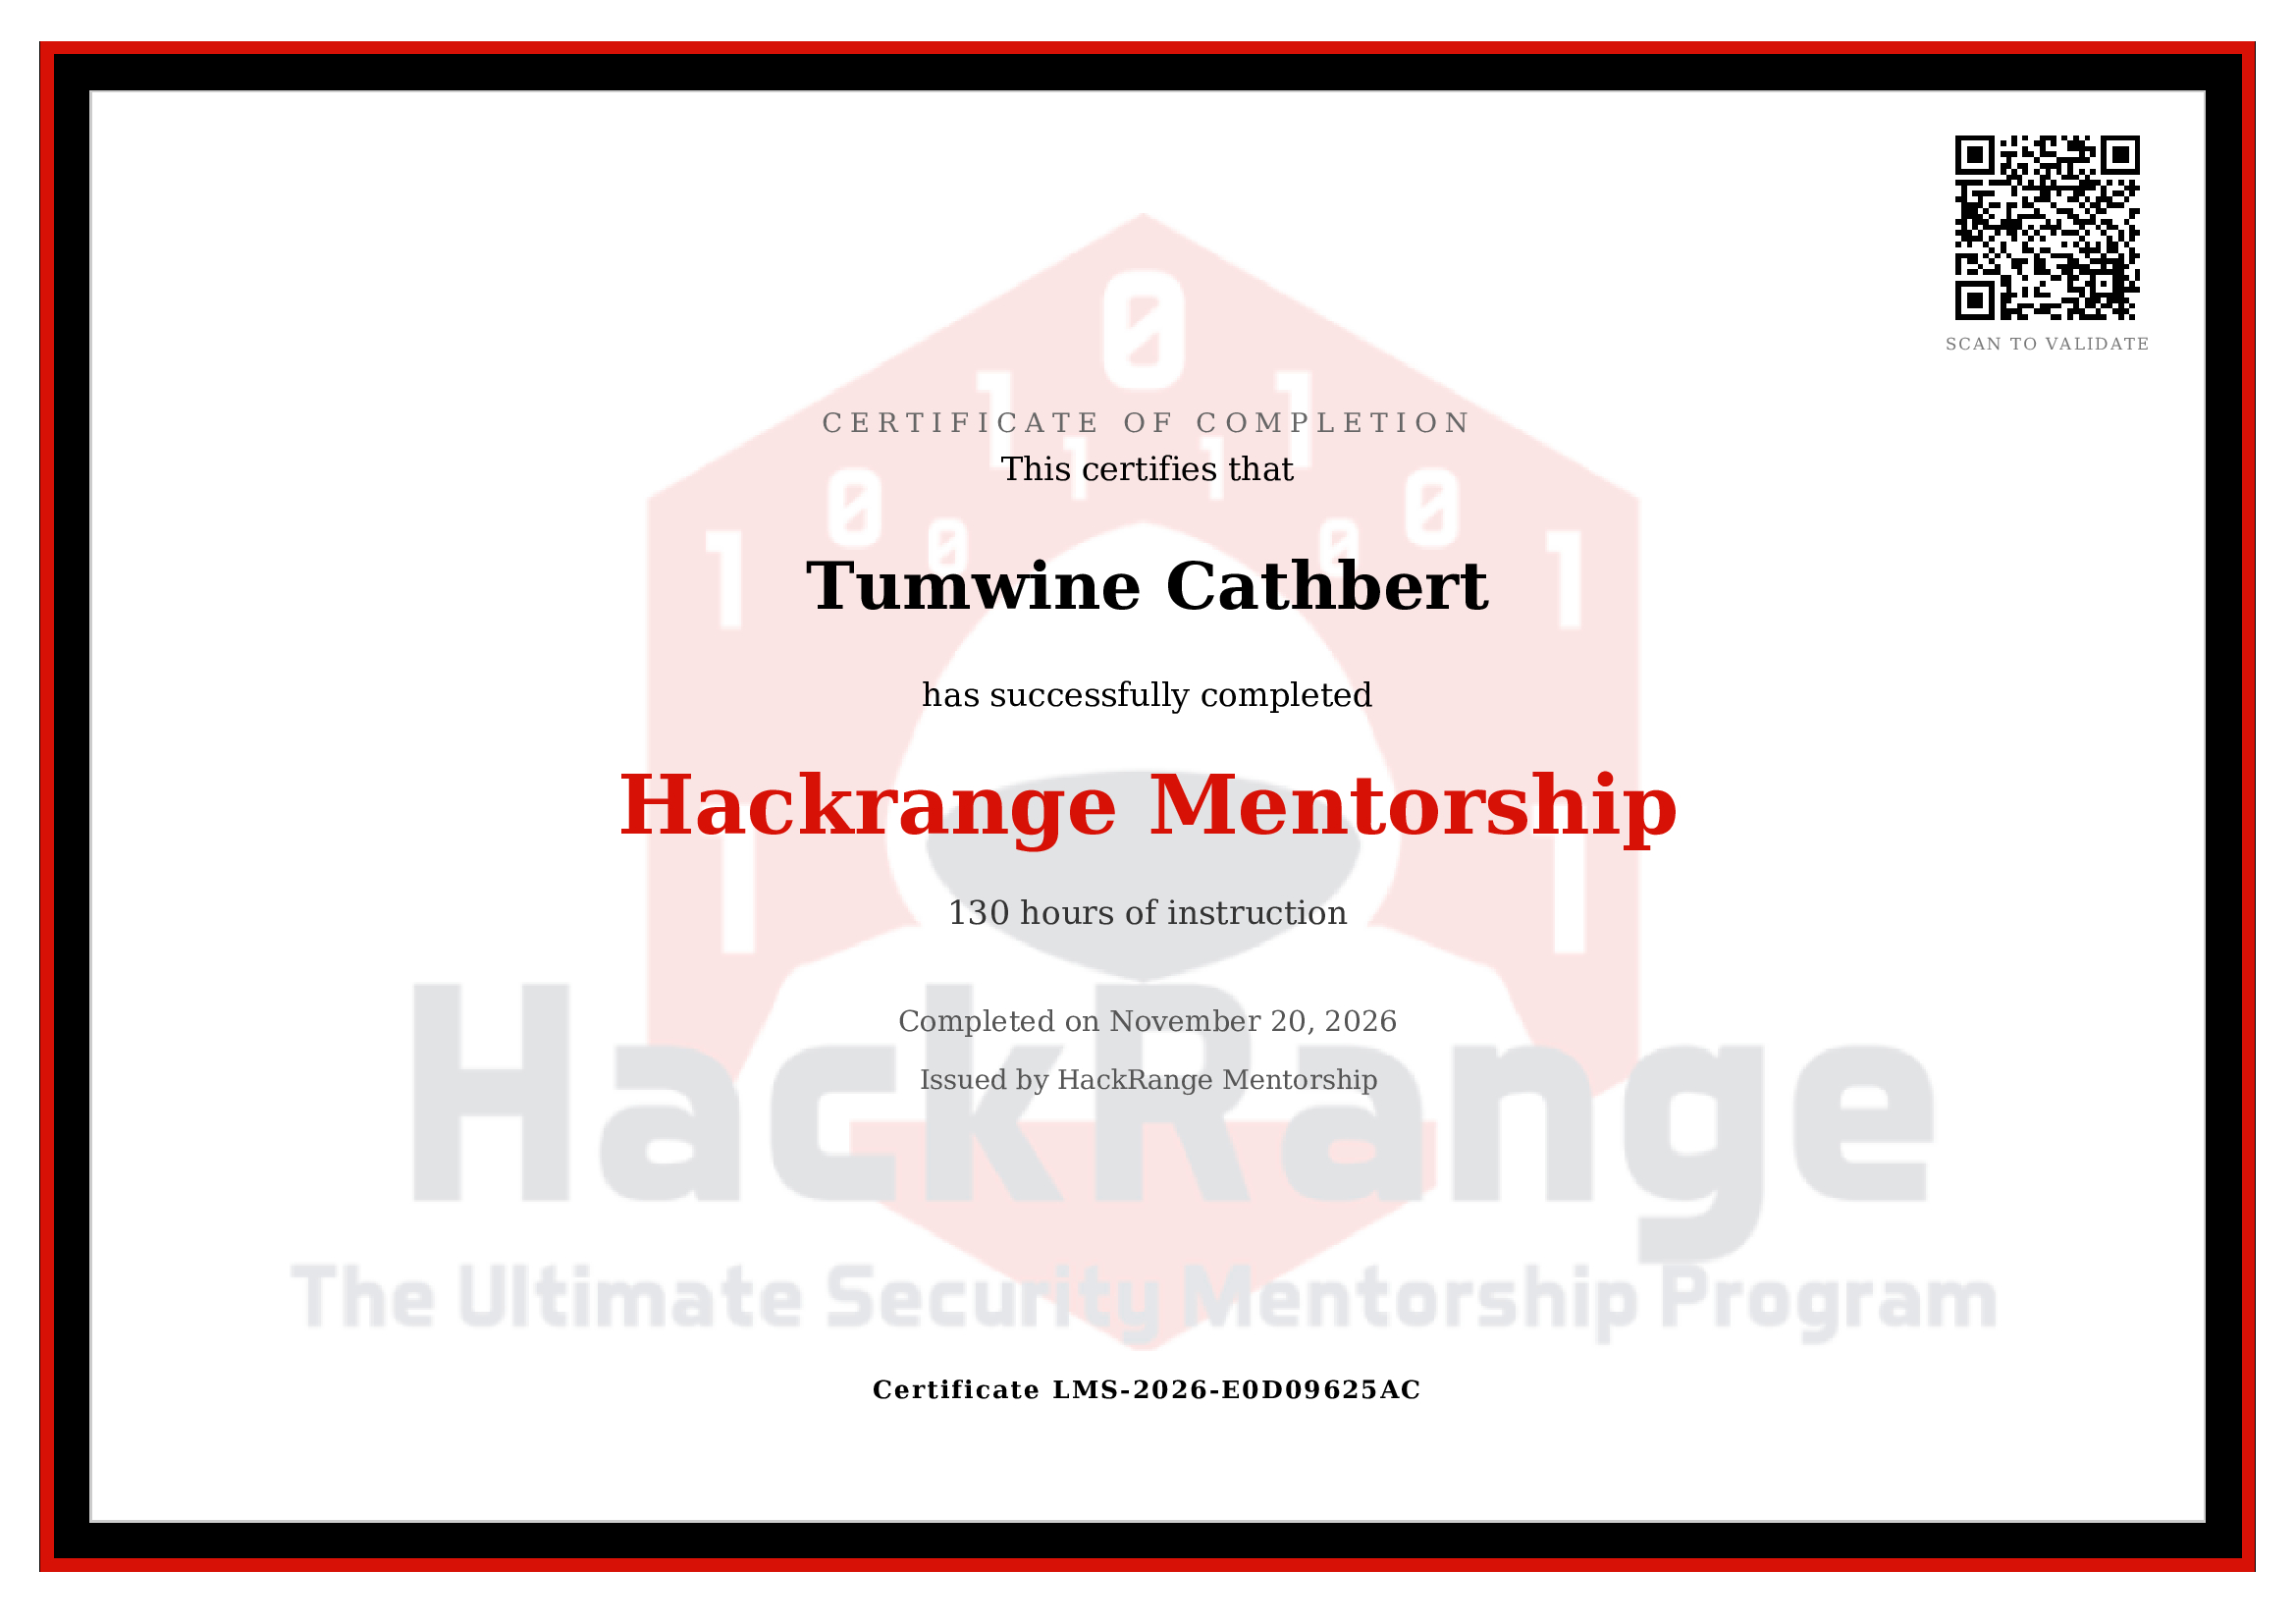 SCAN TO VALIDATE
CERTIFICATE OF COMPLETION
This certifies that
Tumwine Cathbert
has successfully completed
Hackrange Mentorship
130 hours of instruction
Completed on November 20, 2026
Issued by HackRange Mentorship
HackRange
The Ultimate Security Mentorship Program
Certificate LMS-2026-E0D09625AC